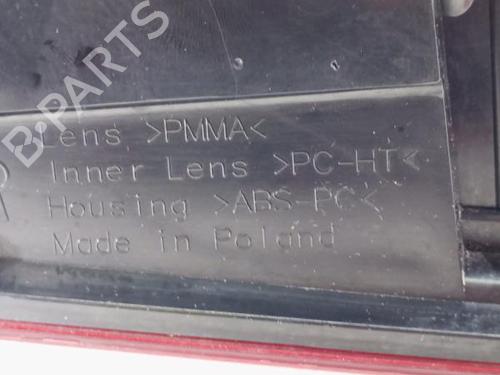 B-PARTS
Lens >PMMA<
Inner Lens >PC-HT<
Housing >ABS-PC<
Made in Poland